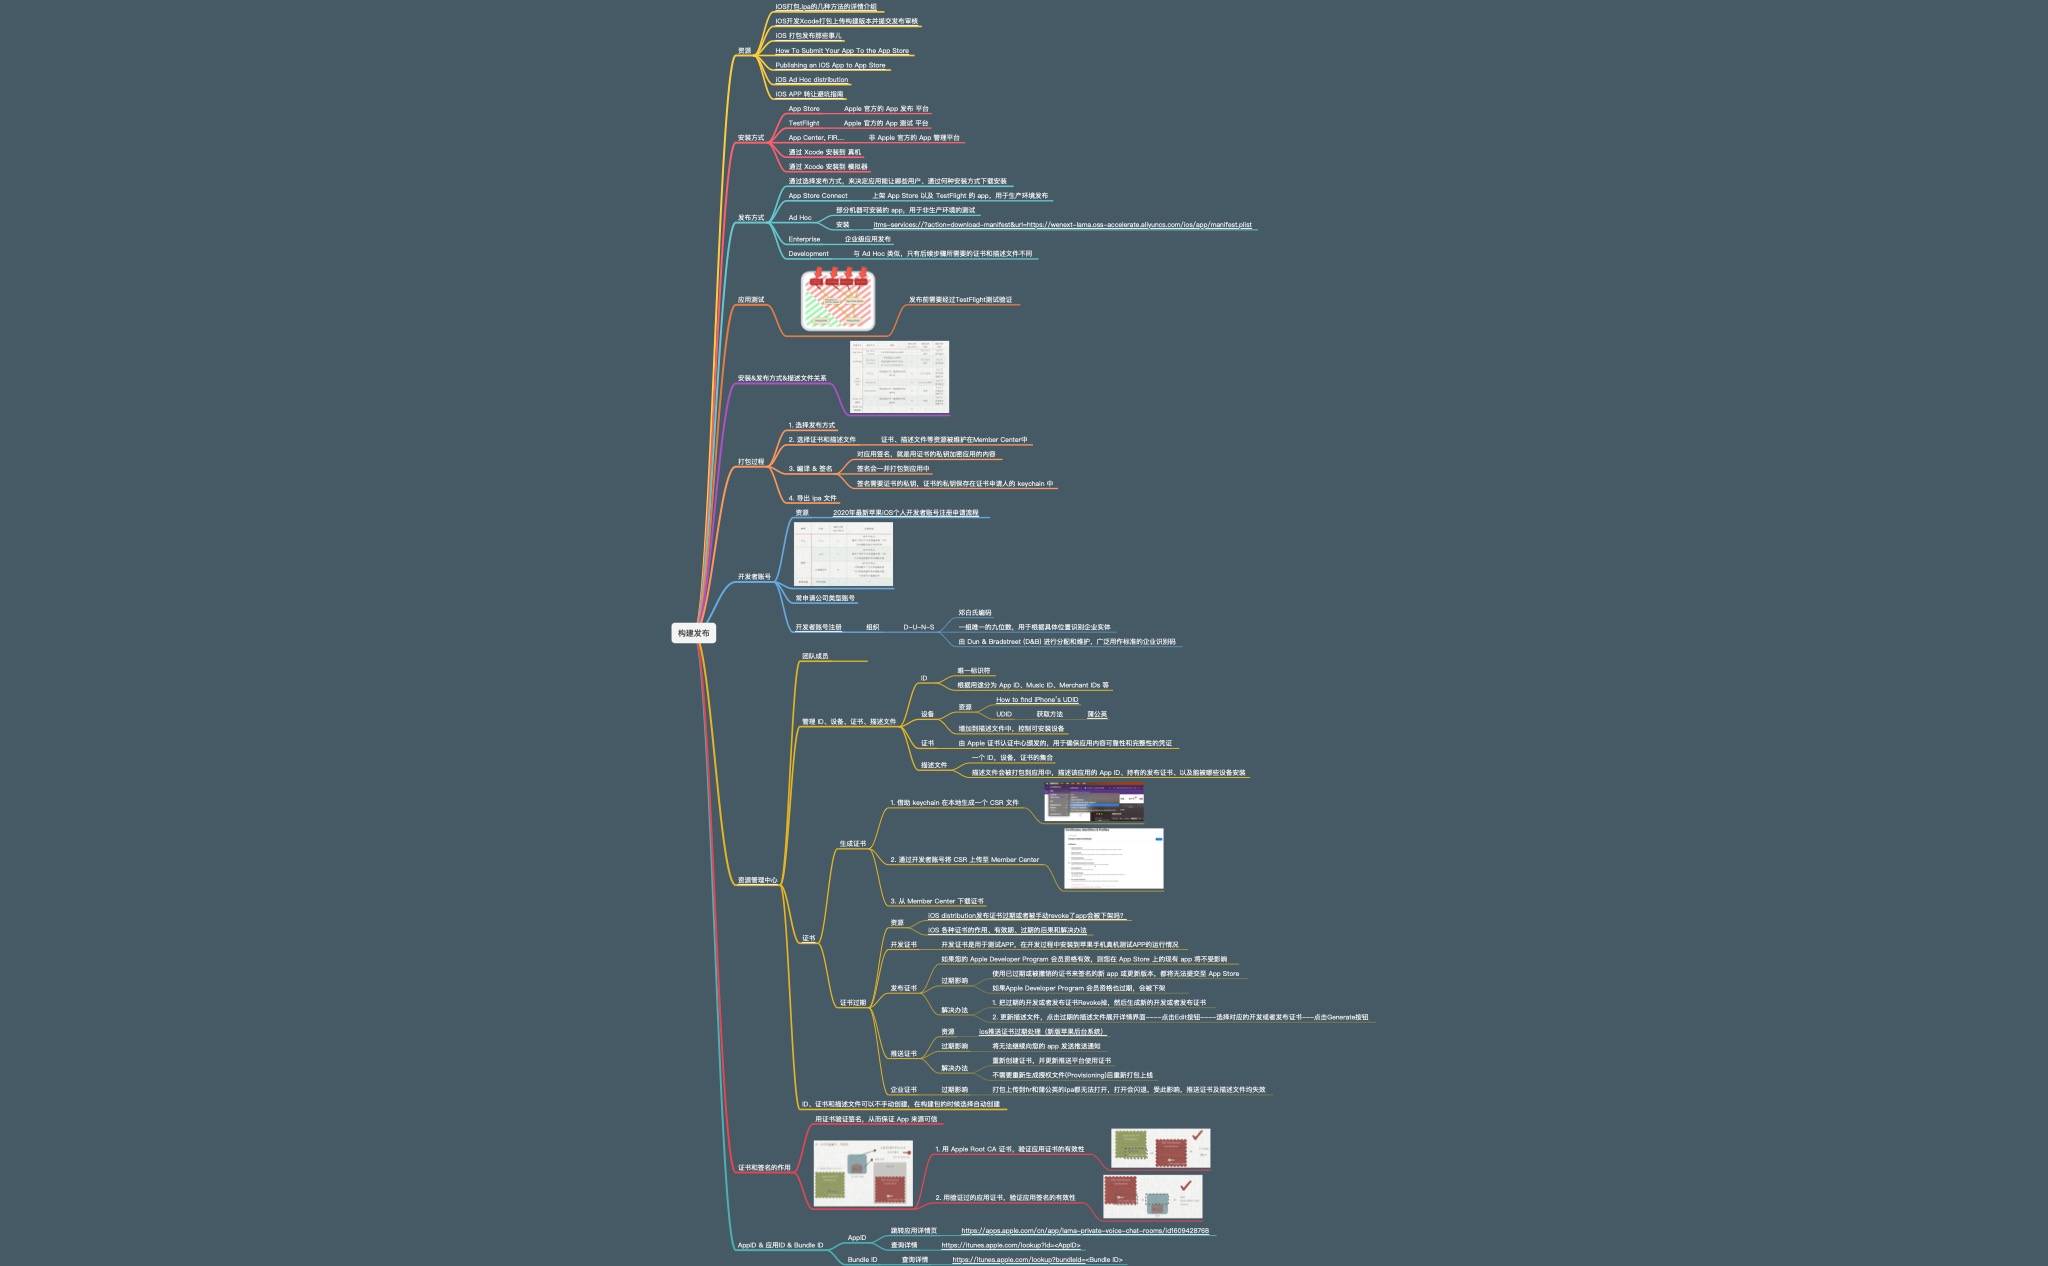 iOS打包.ipa的几种方法的详情介绍
iOS开发Xcode打包上传构建版本并提交发布审核
iOS 打包发布那些事儿
资源
How To Submit Your App To the App Store
Publishing an iOS App to App Store
iOS Ad Hoc distribution
iOS APP 转让避坑指南
App Store Apple 官方的 App 发布 平台
TestFlight Apple 官方的 App 测试 平台
安装方式
App Center, FIR... 非 Apple 官方的 App 管理平台
通过 Xcode 安装到 真机
通过 Xcode 安装到 模拟器
通过选择发布方式，来决定应用能让哪些用户，通过何种安装方式下载安装
App Store Connect 上架 App Store 以及 TestFlight 的 app，用于生产环境发布
发布方式
Ad Hoc
部分机器可安装的 app，用于非生产环境的测试
安装 itms-services://?action=download-manifest&url=https://wenext-lama.oss-accelerate.aliyuncs.com/ios/app/manifest.plist
Enterprise 企业级应用发布
Development 与 Ad Hoc 类似，只有后续步骤所需要的证书和描述文件不同
应用测试
发布前需要经过TestFlight测试验证
安装&发布方式&描述文件关系
1. 选择发布方式
2. 选择证书和描述文件 证书、描述文件等资源被维护在Member Center中
打包过程
对应用签名，就是用证书的私钥加密应用的内容
3. 编译 & 签名
签名会一并打包到应用中
签名需要证书的私钥，证书的私钥保存在证书申请人的 keychain 中
4. 导出 ipa 文件
资源 2020年最新苹果iOS个人开发者账号注册申请流程
开发者账号
常申请公司类型账号
开发者账号注册 组织 D-U-N-S
邓白氏编码
一组唯一的九位数，用于根据具体位置识别企业实体
由 Dun & Bradstreet (D&B) 进行分配和维护，广泛用作标准的企业识别码
构建发布
团队成员
管理 ID、设备、证书、描述文件
ID
唯一标识符
根据用途分为 App ID、Music ID、Merchant IDs 等
设备
资源
How to find iPhone's UDID
UDID 获取方法 蒲公英
增加到描述文件中，控制可安装设备
证书 由 Apple 证书认证中心颁发的，用于确保应用内容可靠性和完整性的凭证
描述文件
一个 ID，设备，证书的集合
描述文件会被打包到应用中，描述该应用的 App ID、持有的发布证书、以及能被哪些设备安装
资源管理中心
证书
生成证书
1. 借助 keychain 在本地生成一个 CSR 文件
2. 通过开发者账号将 CSR 上传至 Member Center
3. 从 Member Center 下载证书
证书过期
资源
iOS distribution发布证书过期或者被手动revoke了app会被下架吗?
iOS 各种证书的作用、有效期、过期的后果和解决办法
开发证书 开发证书是用于测试APP，在开发过程中安装到苹果手机真机测试APP的运行情况
发布证书
过期影响
如果您的 Apple Developer Program 会员资格有效，则您在 App Store 上的现有 app 将不受影响
使用已过期或被撤销的证书来签名的新 app 或更新版本，都将无法提交至 App Store
如果Apple Developer Program 会员资格也过期，会被下架
解决办法
1. 把过期的开发或者发布证书Revoke掉，然后生成新的开发或者发布证书
2. 更新描述文件，点击过期的描述文件展开详情界面----点击Edit按钮----选择对应的开发或者发布证书---点击Generate按钮
推送证书
资源 ios推送证书过期处理（新版苹果后台系统）
过期影响 将无法继续向您的 app 发送推送通知
解决办法
重新创建证书，并更新推送平台使用证书
不需要重新生成授权文件(Provisioning)后重新打包上线
企业证书 过期影响 打包上传到fir和蒲公英的ipa都无法打开，打开会闪退，受此影响，推送证书及描述文件均失效
ID、证书和描述文件可以不手动创建，在构建包的时候选择自动创建
用证书验证签名，从而保证 App 来源可信
证书和签名的作用
1. 用 Apple Root CA 证书，验证应用证书的有效性
2. 用验证过的应用证书，验证应用签名的有效性
AppID & 应用ID & Bundle ID
AppID
跳转应用详情页 https://apps.apple.com/cn/app/lama-private-voice-chat-rooms/id1609428768
查询详情 https://itunes.apple.com/lookup?id=<AppID>
Bundle ID 查询详情 https://itunes.apple.com/lookup?bundleId=<Bundle ID>